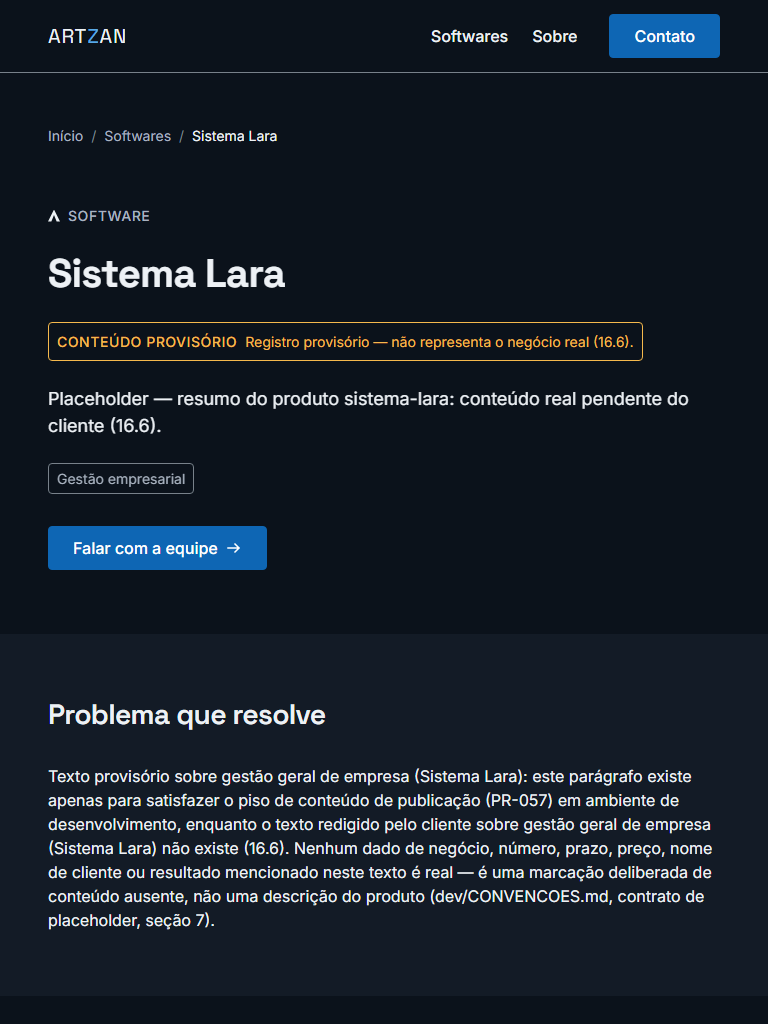 ARTZAN
Softwares
Sobre
Contato
Início / Softwares / Sistema Lara
SOFTWARE
Sistema Lara
CONTEÚDO PROVISÓRIO Registro provisório — não representa o negócio real (16.6).
Placeholder — resumo do produto sistema-lara: conteúdo real pendente do
cliente (16.6).
Gestão empresarial
Falar com a equipe →
Problema que resolve
Texto provisório sobre gestão geral de empresa (Sistema Lara): este parágrafo existe
apenas para satisfazer o piso de conteúdo de publicação (PR-057) em ambiente de
desenvolvimento, enquanto o texto redigido pelo cliente sobre gestão geral de empresa
(Sistema Lara) não existe (16.6). Nenhum dado de negócio, número, prazo, preço, nome
de cliente ou resultado mencionado neste texto é real — é uma marcação deliberada de
conteúdo ausente, não uma descrição do produto (dev/CONVENCOES.md, contrato de
placeholder, seção 7).